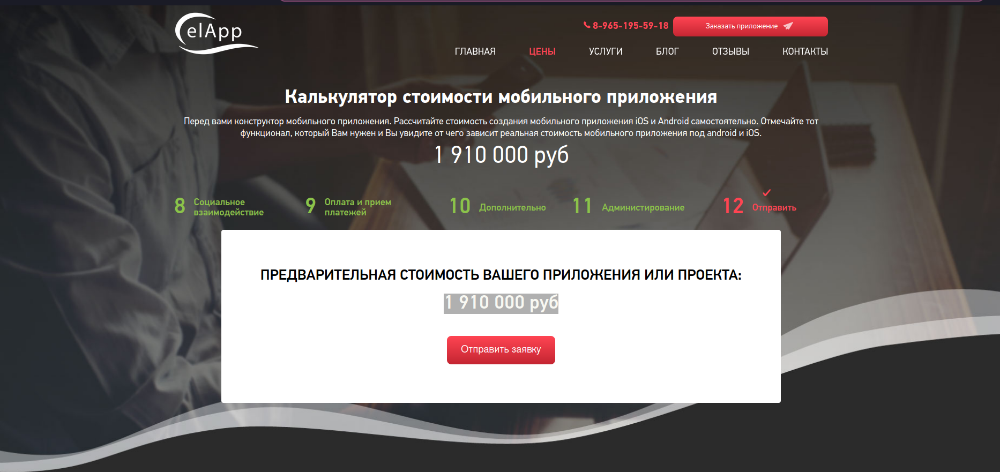 elApp
8-965-195-59-18
Заказать приложение
ГЛАВНАЯ ЦЕНЫ УСЛУГИ БЛОГ ОТЗЫВЫ КОНТАКТЫ
Калькулятор стоимости мобильного приложения
Перед вами конструктор мобильного приложения. Рассчитайте стоимость создания мобильного приложения iOS и Android самостоятельно. Отмечайте тот
функционал, который Вам нужен и Вы увидите от чего зависит реальная стоимость мобильного приложения под android и iOS.
1 910 000 руб
8 Социальное
взаимодействие
9 Оплата и прием
платежей
10 Дополнительно
11 Администирование
12 Отправить
ПРЕДВАРИТЕЛЬНАЯ СТОИМОСТЬ ВАШЕГО ПРИЛОЖЕНИЯ ИЛИ ПРОЕКТА:
1 910 000 руб
Отправить заявку